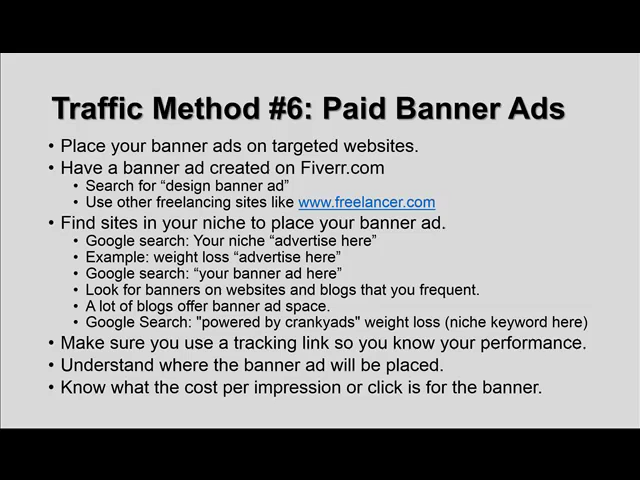 Traffic Method #6: Paid Banner Ads
• Place your banner ads on targeted websites.
• Have a banner ad created on Fiverr.com
• Search for “design banner ad”
• Use other freelancing sites like www.freelancer.com
• Find sites in your niche to place your banner ad.
• Google search: Your niche “advertise here”
• Example: weight loss “advertise here”
• Google search: “your banner ad here”
• Look for banners on websites and blogs that you frequent.
• A lot of blogs offer banner ad space.
• Google Search: "powered by crankyads" weight loss (niche keyword here)
• Make sure you use a tracking link so you know your performance.
• Understand where the banner ad will be placed.
• Know what the cost per impression or click is for the banner.